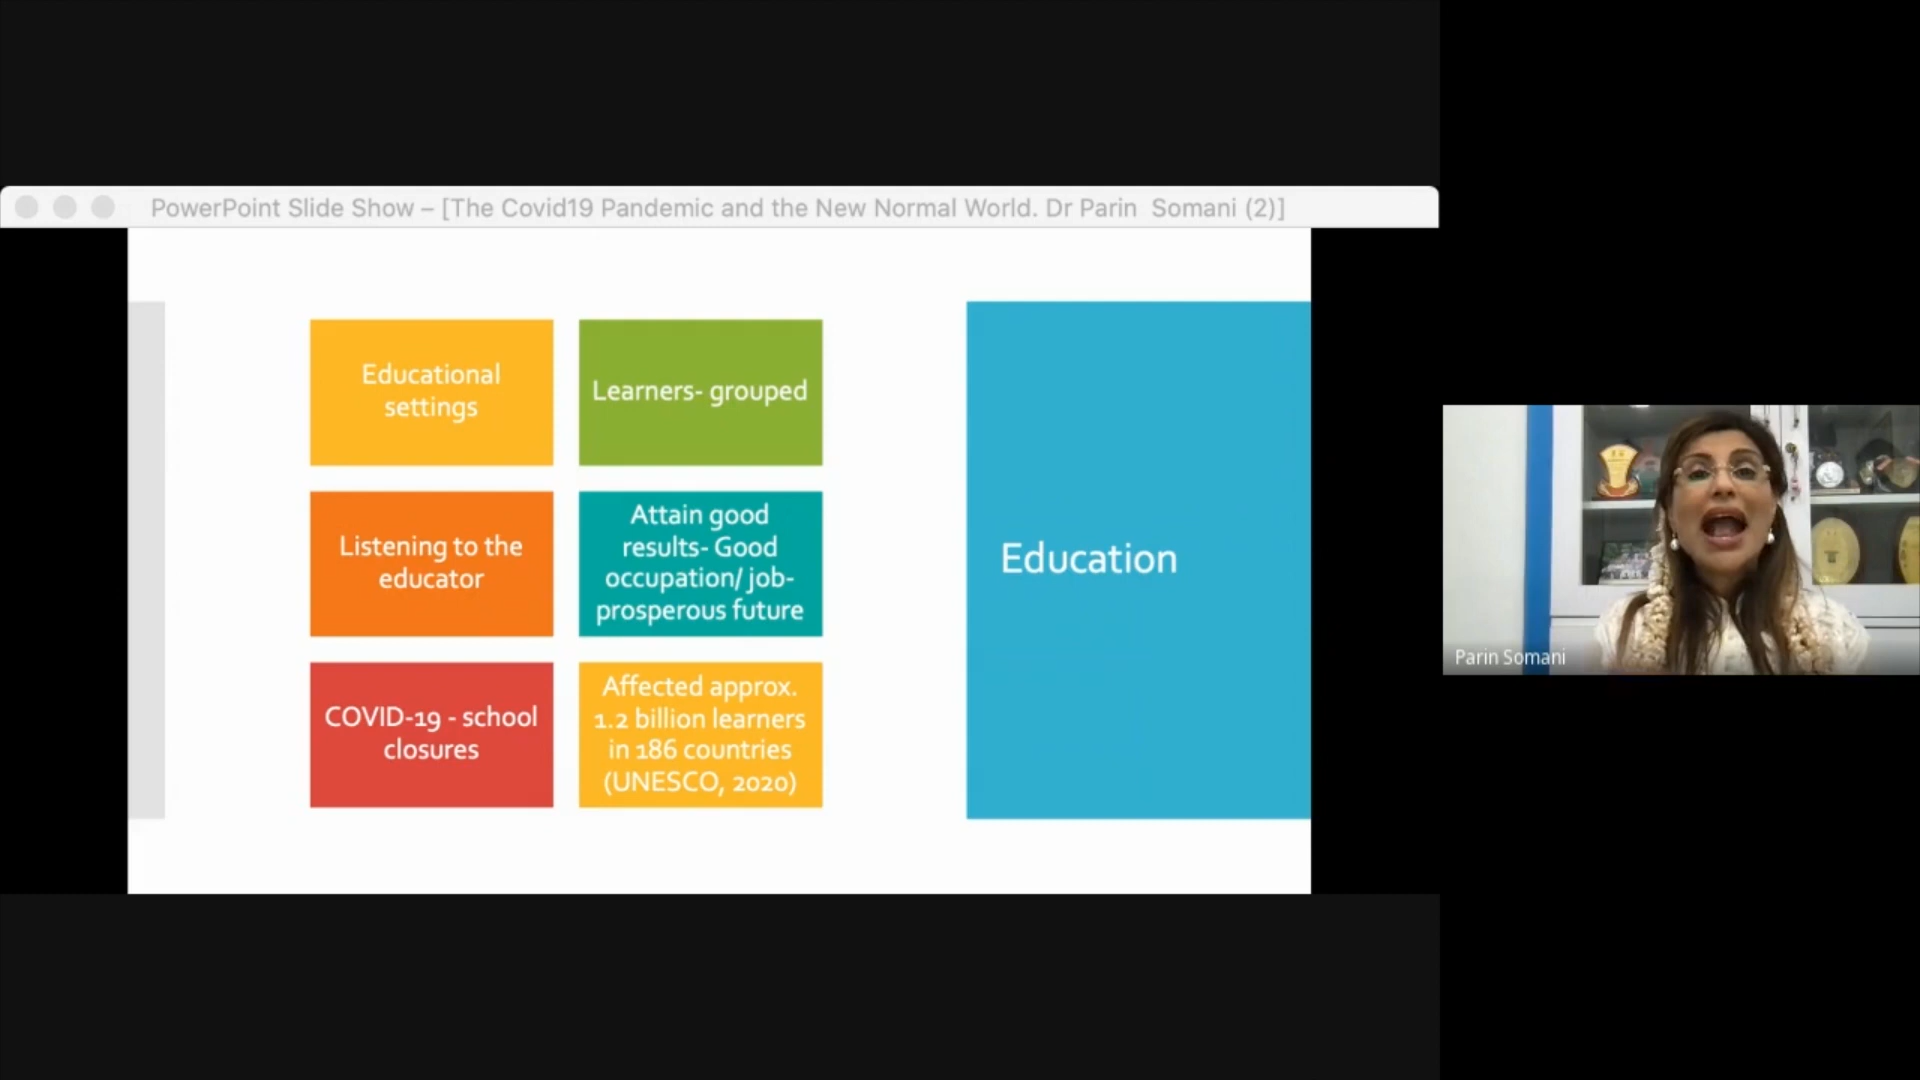 PowerPoint Slide Show – [The Covid19 Pandemic and the New Normal World. Dr Parin  Somani (2)]
Educational
settings
Learners- grouped
Listening to the
educator
Attain good
results- Good
occupation/ job-
prosperous future
COVID-19 - school
closures
Affected approx.
1.2 billion learners
in 186 countries
(UNESCO, 2020)
Education
Parin Somani